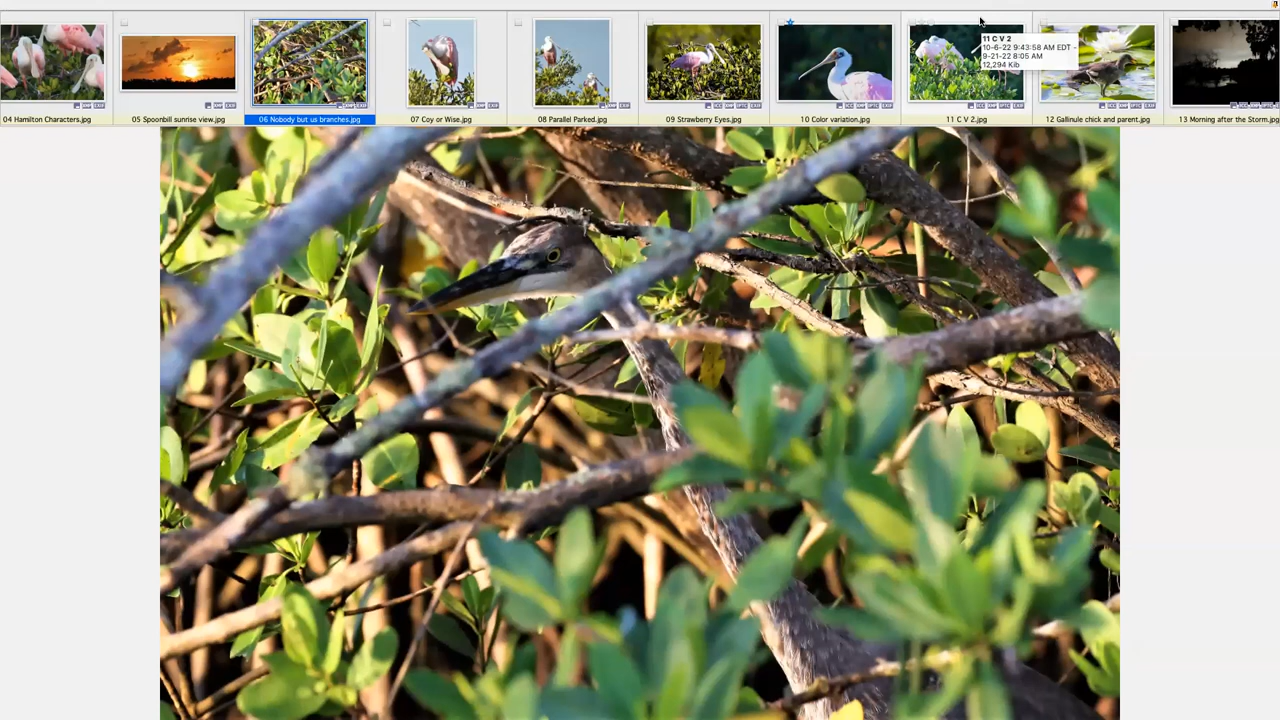 04 Hamilton Characters.jpg
05 Spoonbill sunrise view.jpg
06 Nobody but us branches.jpg
07 Coy or Wise.jpg
08 Parallel Parked.jpg
09 Strawberry Eyes.jpg
10 Color variation.jpg
11 C V 2.jpg
12 Gallinule chick and parent.jpg
13 Morning after the Storm.jpg
11 C V 2
10-6-22 9:43:58 AM EDT -
9-21-22 8:05 AM
12,294 Kib